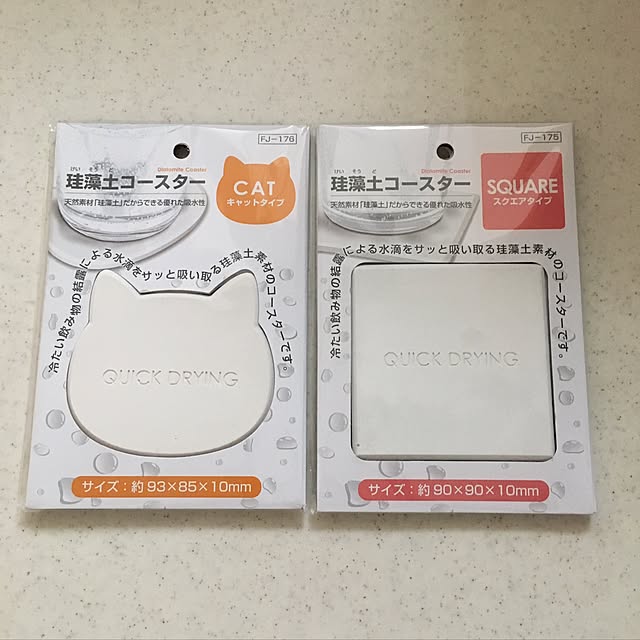 FJ-176
けいそうど
Diatomite Coaster
珪藻土コースター
CAT
キャットタイプ
天然素材「珪藻土」だからできる優れた吸水性
冷たい飲み物の結露による水滴をサッと吸い取る珪藻土素材のコースターです。
QUICK DRYING
サイズ：約93×85×10mm
FJ-175
けいそうど
Diatomite Coaster
珪藻土コースター
SQUARE
スクエアタイプ
天然素材「珪藻土」だからできる優れた吸水性
冷たい飲み物の結露による水滴をサッと吸い取る珪藻土素材のコースターです。
QUICK DRYING
サイズ：約90×90×10mm